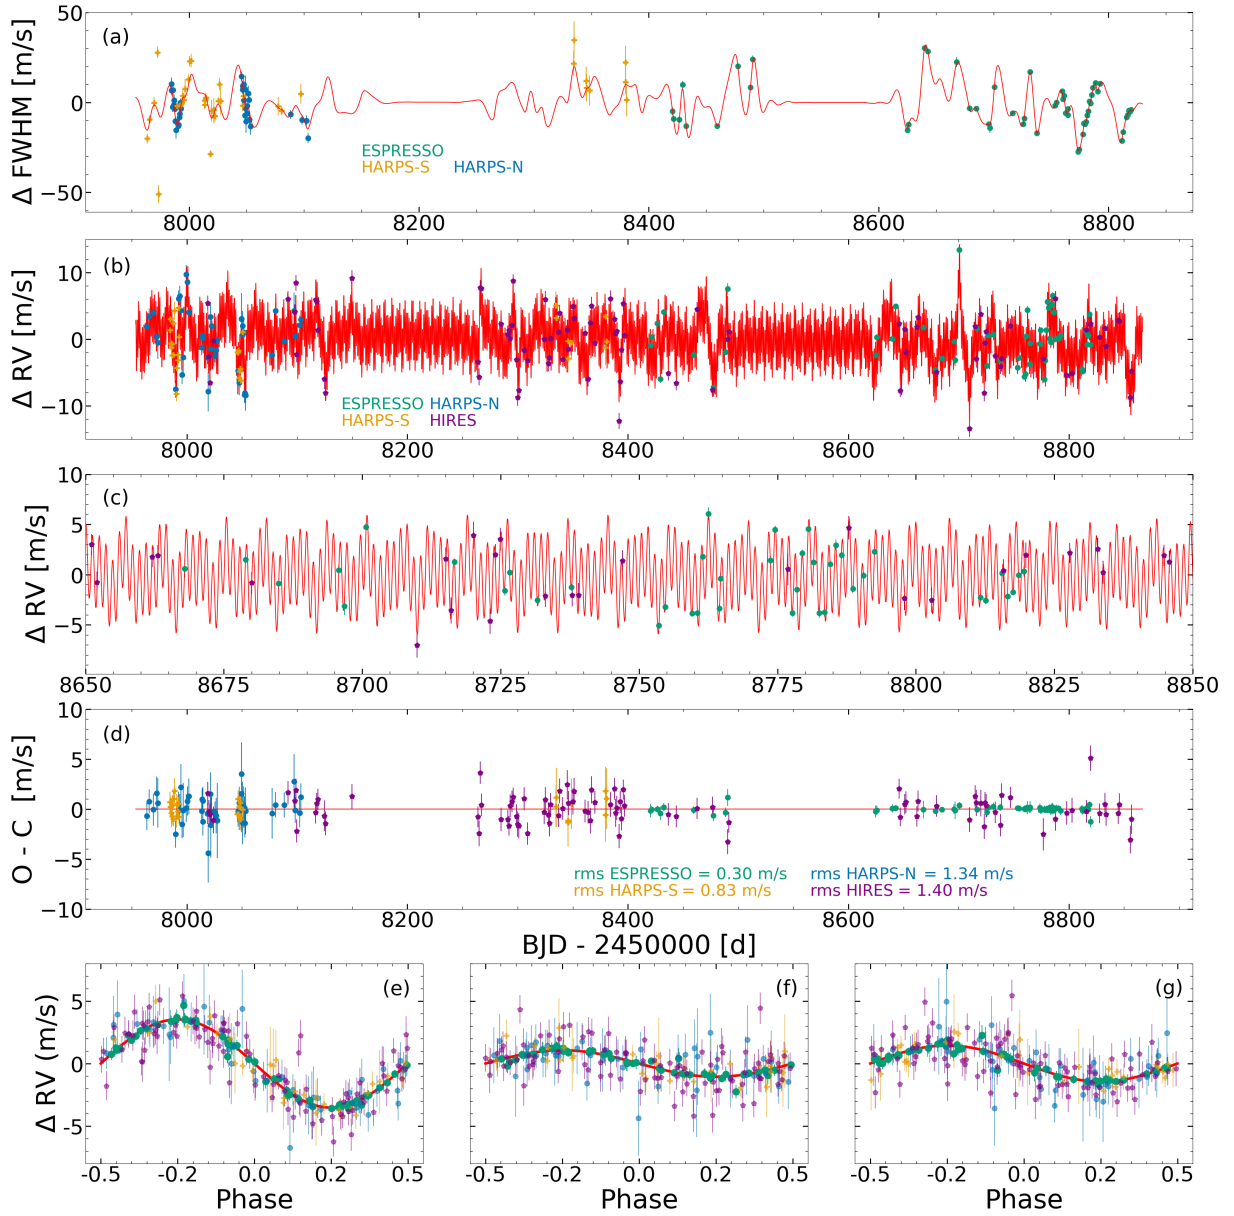 (a)
Δ FWHM [m/s]
50
0
−50
ESPRESSO
HARPS-S HARPS-N
8000 8200 8400 8600 8800
(b)
Δ RV [m/s]
10
0
−10
ESPRESSO HARPS-N
HARPS-S HIRES
8000 8200 8400 8600 8800
(c)
Δ RV [m/s]
10
5
0
−5
8650 8675 8700 8725 8750 8775 8800 8825 8850
(d)
O - C [m/s]
10
5
0
−5
−10
rms ESPRESSO = 0.30 m/s rms HARPS-N = 1.34 m/s
rms HARPS-S = 0.83 m/s rms HIRES = 1.40 m/s
8000 8200 8400 8600 8800
BJD - 2450000 [d]
(e) (f) (g)
Δ RV (m/s)
5
0
-5
-0.5 -0.2 0.0 0.2 0.5 -0.5 -0.2 0.0 0.2 0.5 -0.5 -0.2 0.0 0.2 0.5
Phase Phase Phase